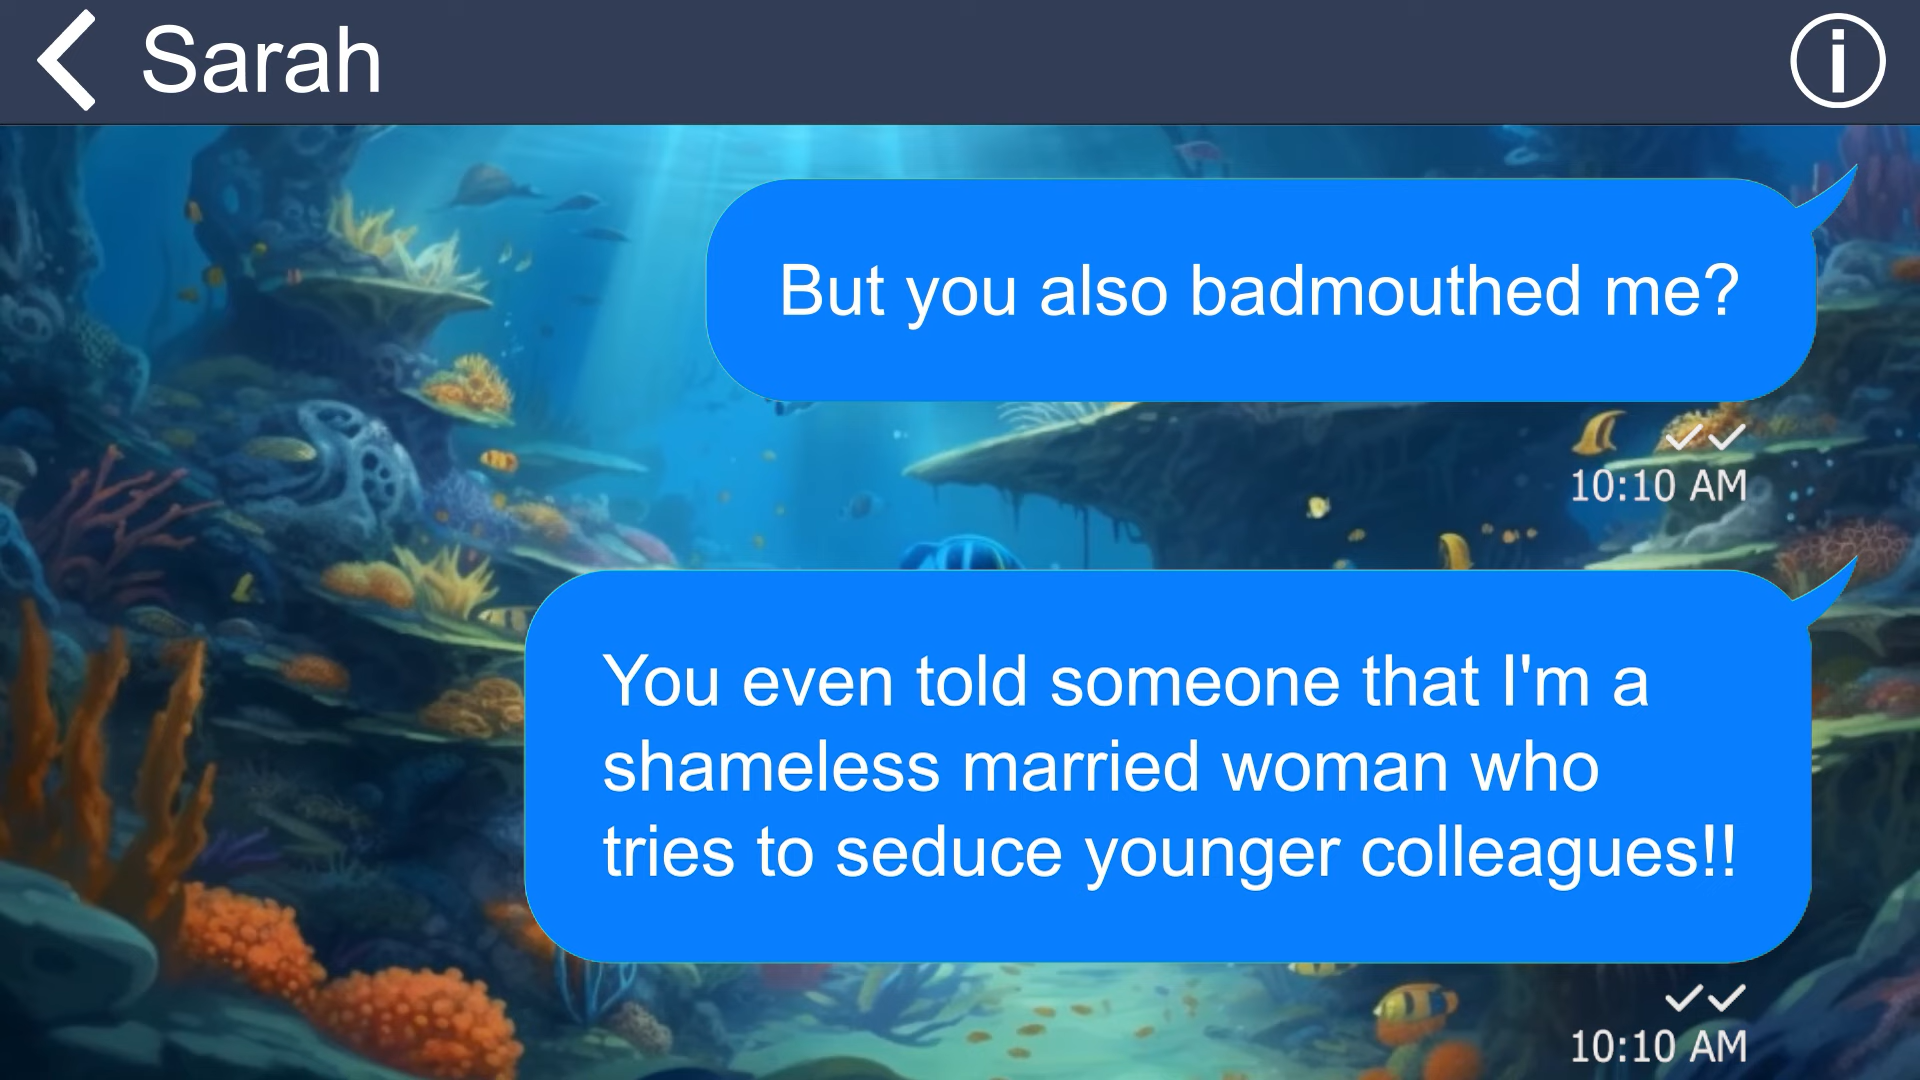 Sarah
But you also badmouthed me?
10:10 AM
You even told someone that I'm a
shameless married woman who
tries to seduce younger colleagues!!
10:10 AM